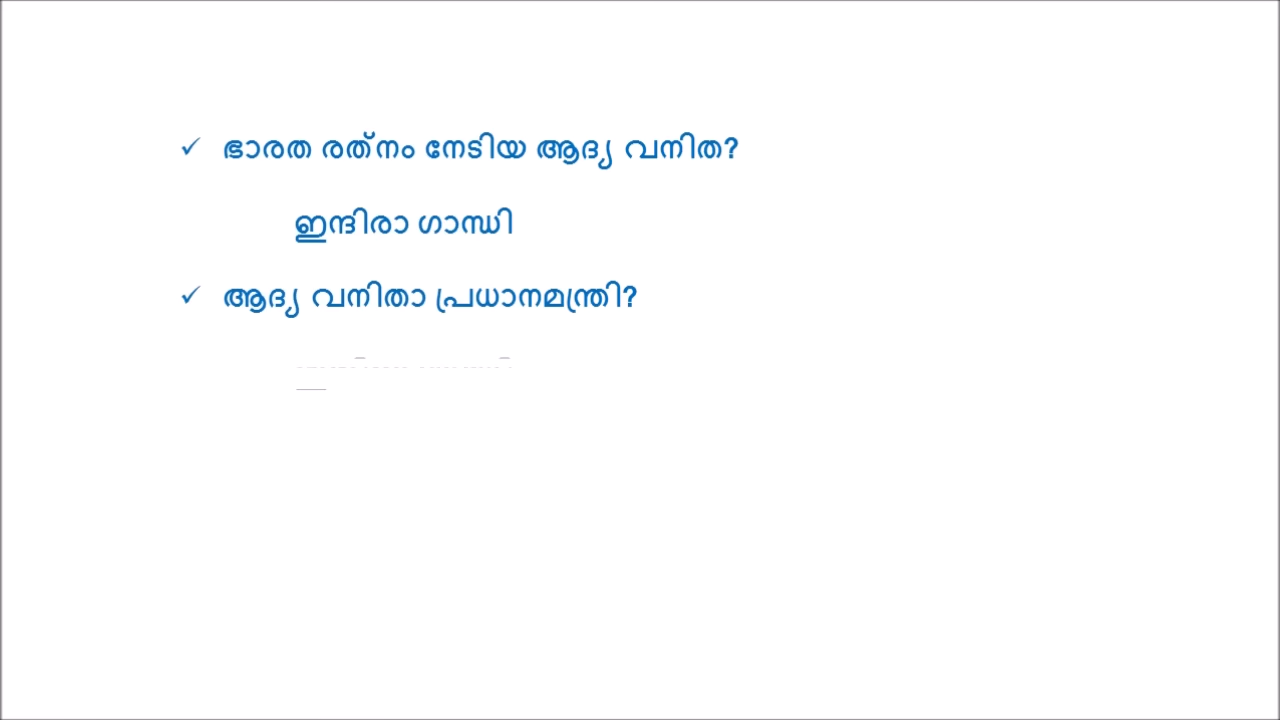 ✓ ഭാരത രത്നം നേടിയ ആദ്യ വനിത?
ഇന്ദിരാ ഗാന്ധി
✓ ആദ്യ വനിതാ പ്രധാനമന്ത്രി?